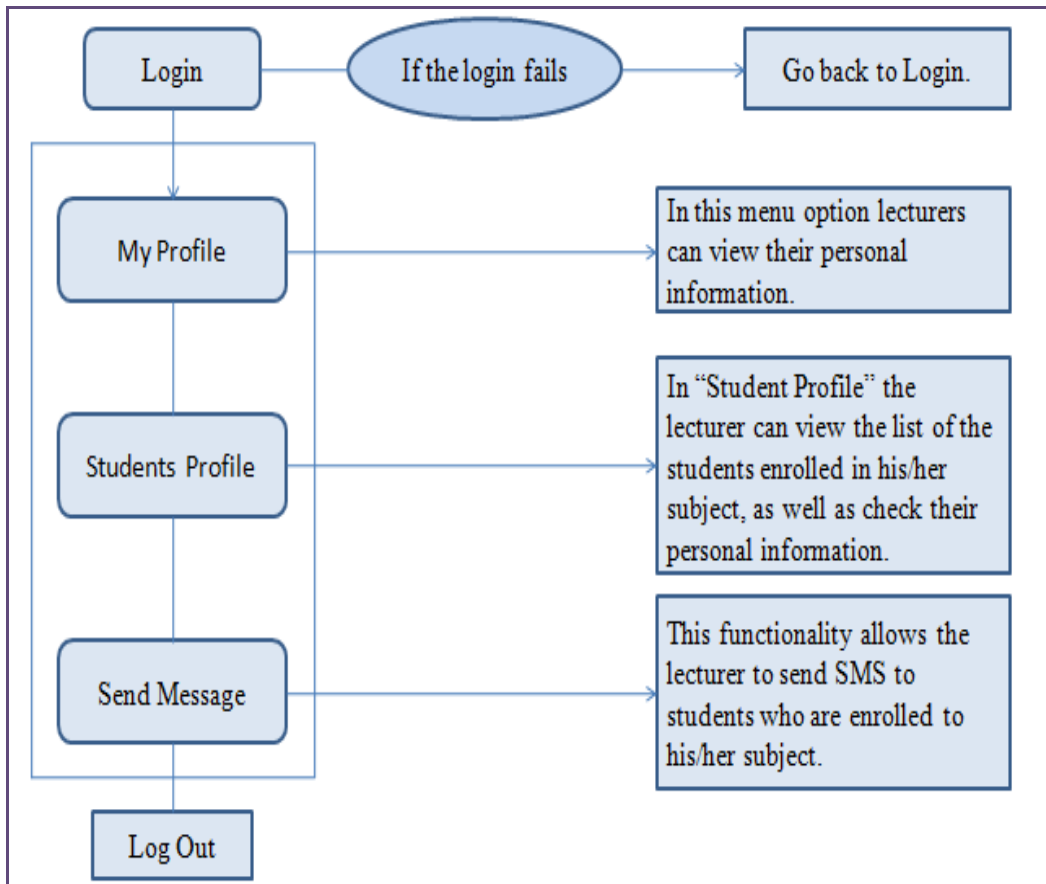 Login
If the login fails
Go back to Login.
My Profile
In this menu option lecturers
can view their personal
information.
Students Profile
In “Student Profile” the
lecturer can view the list of the
students enrolled in his/her
subject, as well as check their
personal information.
Send Message
This functionality allows the
lecturer to send SMS to
students who are enrolled to
his/her subject.
Log Out